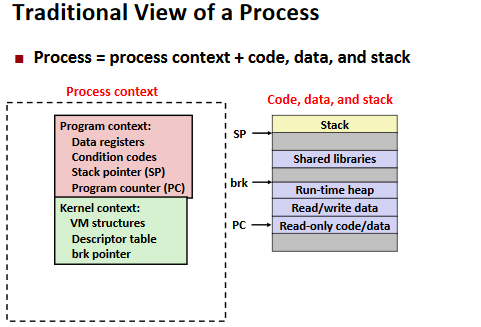 Traditional View of a Process
Process = process context + code, data, and stack
Process context
Program context:
Data registers
Condition codes
Stack pointer (SP)
Program counter (PC)
Kernel context:
VM structures
Descriptor table
brk pointer
Code, data, and stack
SP
Stack
Shared libraries
brk
Run-time heap
Read/write data
PC
Read-only code/data